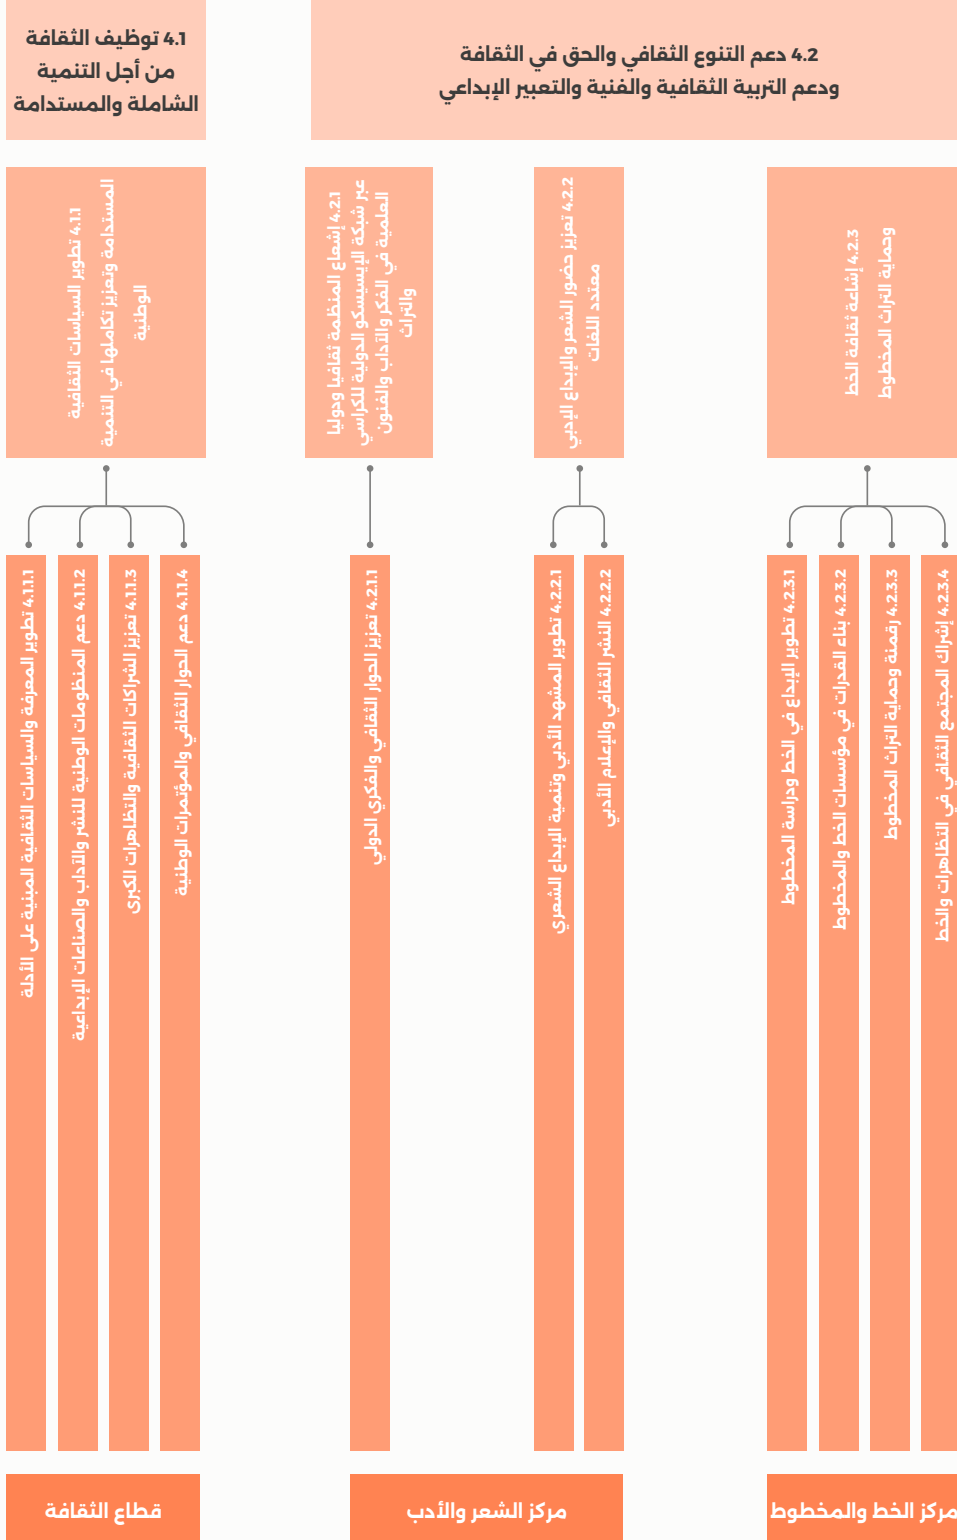 4.1 توظيف الثقافة
من أجل التنمية
الشاملة والمستدامة
4.2 دعم التنوع الثقافي والحق في الثقافة
ودعم التربية الثقافية والفنية والتعبير الإبداعي
4.1.1 تطوير السياسات الثقافية
المستدامة وتعزيز تكاملها في التنمية
الوطنية
4.2.1 إشعاع المنظمة ثقافيا ودوليا
عبر شبكة الإيسيسكو الدولية للكراسي
العلمية في الفكر والآداب والفنون
والتراث
4.2.2 تعزيز حضور الشعر والإبداع الإدبي
معتدد اللغات
4.2.3 إشاعة ثقافة الخط
وحماية التراث المخطوط
4.1.1.1 تطوير المعرفة والسياسات الثقافية المبنية على الأدلة
4.1.1.2 دعم المنظومات الوطنية للنشر والآداب والصناعات الإبداعية
4.1.1.3 تعزيز الشراكات الثقافية والتظاهرات الكبرى
4.1.1.4 دعم الحوار الثقافي والمؤتمرات الوطنية
4.2.1.1 تعزيز الحوار الثقافي والفكري الدولي
4.2.2.1 تطوير المشهد الأدبي وتنمية الإبداع الشعري
4.2.2.2 النشر الثقافي والإعلام الأدبي
4.2.3.1 تطوير الإبداع في الخط ودراسة المخطوط
4.2.3.2 بناء القدرات في مؤسسات الخط والمخطوط
4.2.3.3 رقمنة وحماية التراث المخطوط
4.2.3.4 إشراك المجتمع الثقافي في التظاهرات والخط
قطاع الثقافة
مركز الشعر والأدب
مركز الخط والمخطوط